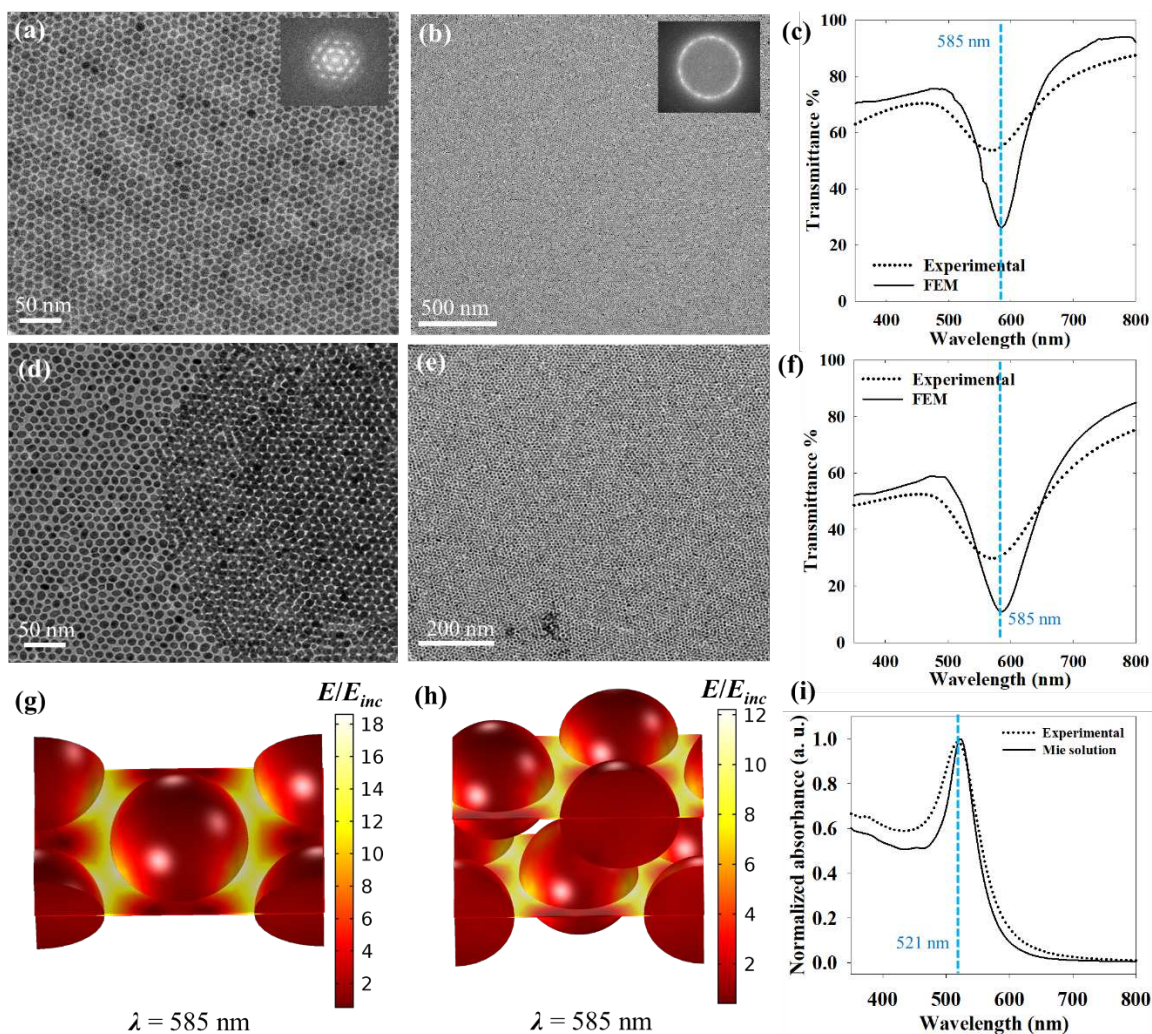 (a)
50 nm
(b)
500 nm
(c)
585 nm
100
80
60
40
20
0
Transmittance %
Experimental
FEM
400 500 600 700 800
Wavelength (nm)
(d)
50 nm
(e)
200 nm
(f)
100
80
60
40
20
0
Transmittance %
Experimental
FEM
585 nm
400 500 600 700 800
Wavelength (nm)
(g)
E/Einc
18
16
14
12
10
8
6
4
2
λ = 585 nm
(h)
E/Einc
12
10
8
6
4
2
λ = 585 nm
(i)
1.0
0.8
0.6
0.4
0.2
0.0
Normalized absorbance (a. u.)
Experimental
Mie solution
521 nm
400 500 600 700 800
Wavelength (nm)